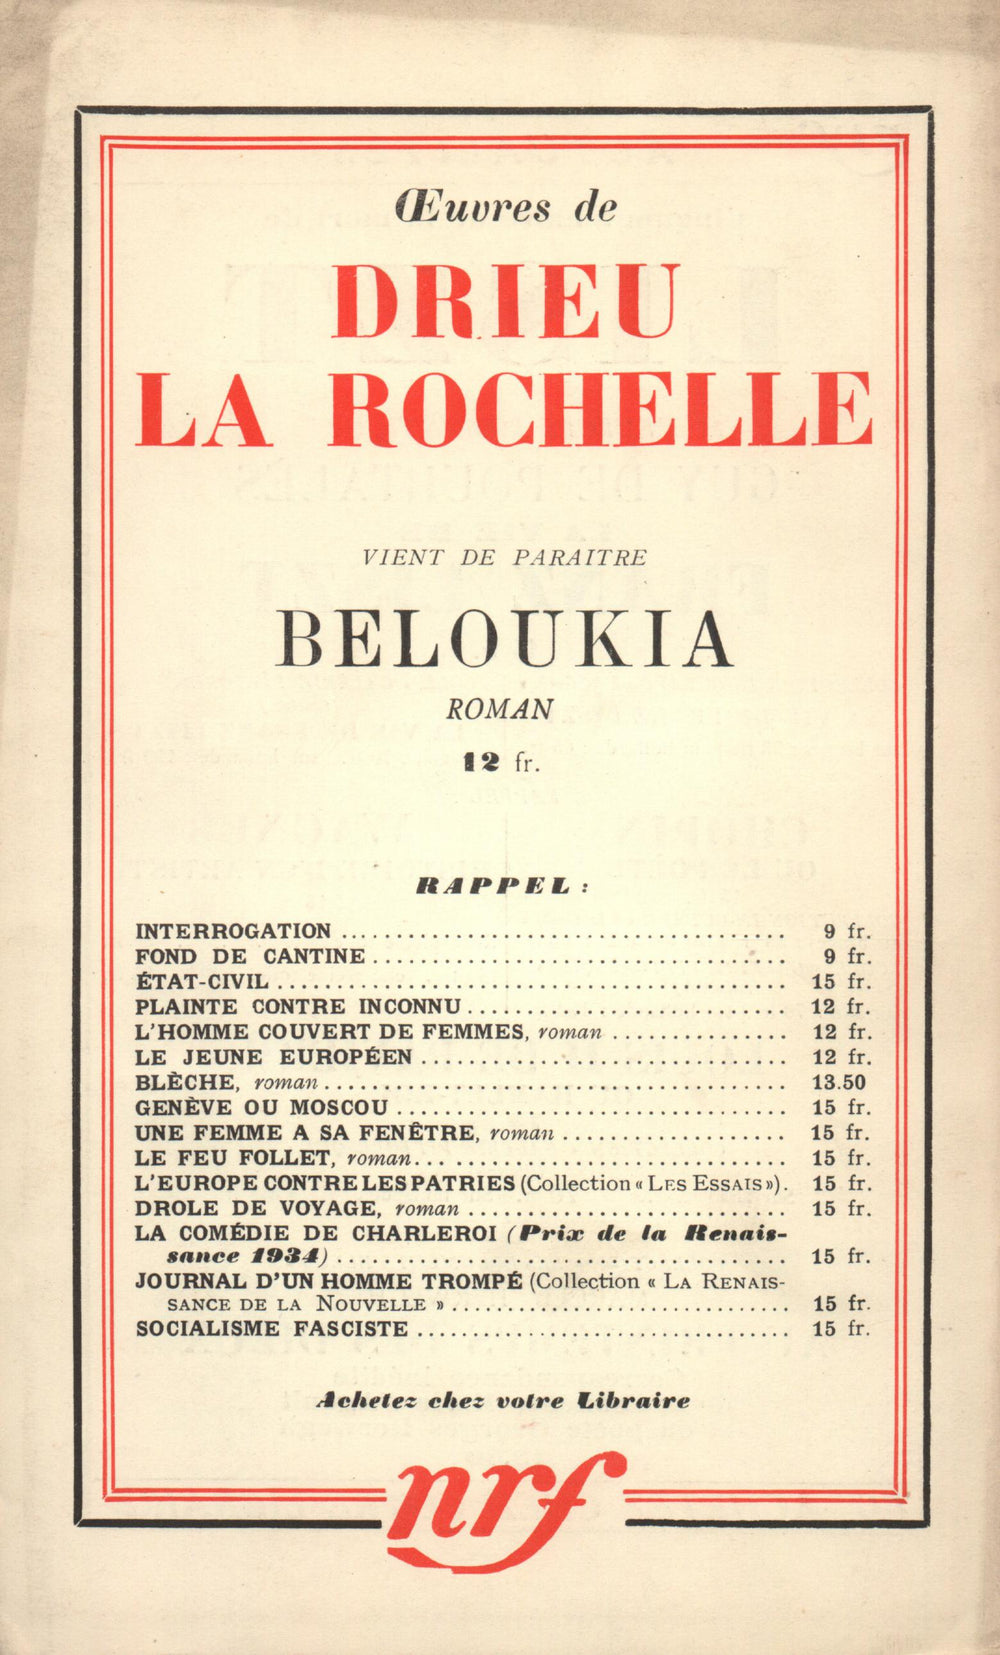 Œuvres de
DRIEU
LA ROCHELLE
VIENT DE PARAITRE
BELOUKIA
ROMAN
12 fr.
RAPPEL :
INTERROGATION ........................................ 9 fr.
FOND DE CANTINE ..................................... 9 fr.
ÉTAT-CIVIL .............................................. 15 fr.
PLAINTE CONTRE INCONNU ............................. 12 fr.
L'HOMME COUVERT DE FEMMES, roman ................ 12 fr.
LE JEUNE EUROPÉEN ................................. 12 fr.
BLÈCHE, roman .......................................... 13.50
GENÈVE OU MOSCOU ................................... 15 fr.
UNE FEMME A SA FENÊTRE, roman .................... 15 fr.
LE FEU FOLLET, roman ................................. 15 fr.
L'EUROPE CONTRE LES PATRIES (Collection « LES ESSAIS »). 15 fr.
DROLE DE VOYAGE, roman ............................. 15 fr.
LA COMÉDIE DE CHARLEROI (Prix de la Renais-
sance 1934) ......................................... 15 fr.
JOURNAL D'UN HOMME TROMPÉ (Collection « LA RENAIS-
SANCE DE LA NOUVELLE » .............................. 15 fr.
SOCIALISME FASCISTE .................................. 15 fr.
Achetez chez votre Libraire
nrf